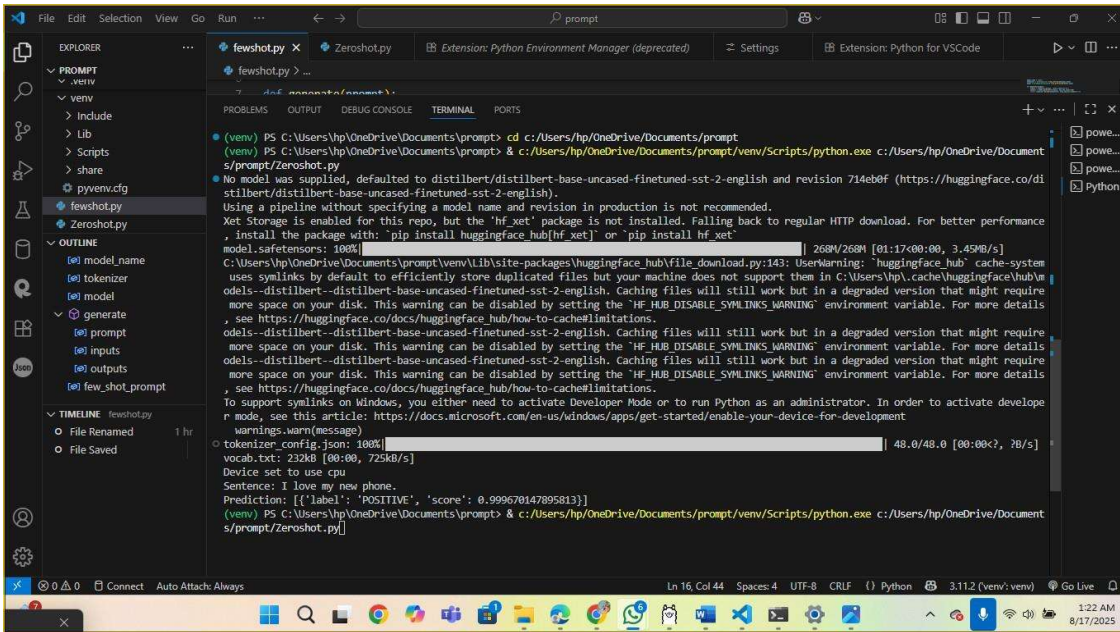 File Edit Selection View Go Run ···
prompt
EXPLORER ···
PROMPT
.venv
venv
Include
Lib
Scripts
share
pyvenv.cfg
fewshot.py
Zeroshot.py
OUTLINE
model_name
tokenizer
model
generate
prompt
inputs
outputs
few_shot_prompt
TIMELINE fewshot.py
File Renamed 1 hr
File Saved
fewshot.py Zeroshot.py Extension: Python Environment Manager (deprecated) Settings Extension: Python for VSCode
fewshot.py > ...
7 def generate(prompt):
PROBLEMS OUTPUT DEBUG CONSOLE TERMINAL PORTS
(venv) PS C:\Users\hp\OneDrive\Documents\prompt> cd c:/Users/hp/OneDrive/Documents/prompt
(venv) PS C:\Users\hp\OneDrive\Documents\prompt> & c:/Users/hp/OneDrive/Documents/prompt/venv/Scripts/python.exe c:/Users/hp/OneDrive/Document
s/prompt/Zeroshot.py
No model was supplied, defaulted to distilbert/distilbert-base-uncased-finetuned-sst-2-english and revision 714eb0f (https://huggingface.co/di
stilbert/distilbert-base-uncased-finetuned-sst-2-english).
Using a pipeline without specifying a model name and revision in production is not recommended.
Xet Storage is enabled for this repo, but the 'hf_xet' package is not installed. Falling back to regular HTTP download. For better performance
, install the package with: `pip install huggingface_hub[hf_xet]` or `pip install hf_xet`
model.safetensors: 100%| | 268M/268M [01:17<00:00, 3.45MB/s]
C:\Users\hp\OneDrive\Documents\prompt\venv\Lib\site-packages\huggingface_hub\file_download.py:143: UserWarning: `huggingface_hub` cache-system
uses symlinks by default to efficiently store duplicated files but your machine does not support them in C:\Users\hp\.cache\huggingface\hub\m
odels--distilbert--distilbert-base-uncased-finetuned-sst-2-english. Caching files will still work but in a degraded version that might require
more space on your disk. This warning can be disabled by setting the `HF_HUB_DISABLE_SYMLINKS_WARNING` environment variable. For more details
, see https://huggingface.co/docs/huggingface_hub/how-to-cache#limitations.
odels--distilbert--distilbert-base-uncased-finetuned-sst-2-english. Caching files will still work but in a degraded version that might require
more space on your disk. This warning can be disabled by setting the `HF_HUB_DISABLE_SYMLINKS_WARNING` environment variable. For more details
odels--distilbert--distilbert-base-uncased-finetuned-sst-2-english. Caching files will still work but in a degraded version that might require
more space on your disk. This warning can be disabled by setting the `HF_HUB_DISABLE_SYMLINKS_WARNING` environment variable. For more details
, see https://huggingface.co/docs/huggingface_hub/how-to-cache#limitations.
To support symlinks on Windows, you either need to activate Developer Mode or to run Python as an administrator. In order to activate develope
r mode, see this article: https://docs.microsoft.com/en-us/windows/apps/get-started/enable-your-device-for-development
warnings.warn(message)
tokenizer_config.json: 100%| | 48.0/48.0 [00:00<?, ?B/s]
vocab.txt: 232kB [00:00, 725kB/s]
Device set to use cpu
Sentence: I love my new phone.
Prediction: [{'label': 'POSITIVE', 'score': 0.999670147895813}]
(venv) PS C:\Users\hp\OneDrive\Documents\prompt> & c:/Users/hp/OneDrive/Documents/prompt/venv/Scripts/python.exe c:/Users/hp/OneDrive/Document
s/prompt/Zeroshot.py
powe...
powe...
powe...
Python
0 0 Connect Auto Attach: Always Ln 16, Col 44 Spaces: 4 UTF-8 CRLF {} Python 3.11.2 ('venv': venv) Go Live
1:22 AM
8/17/2025